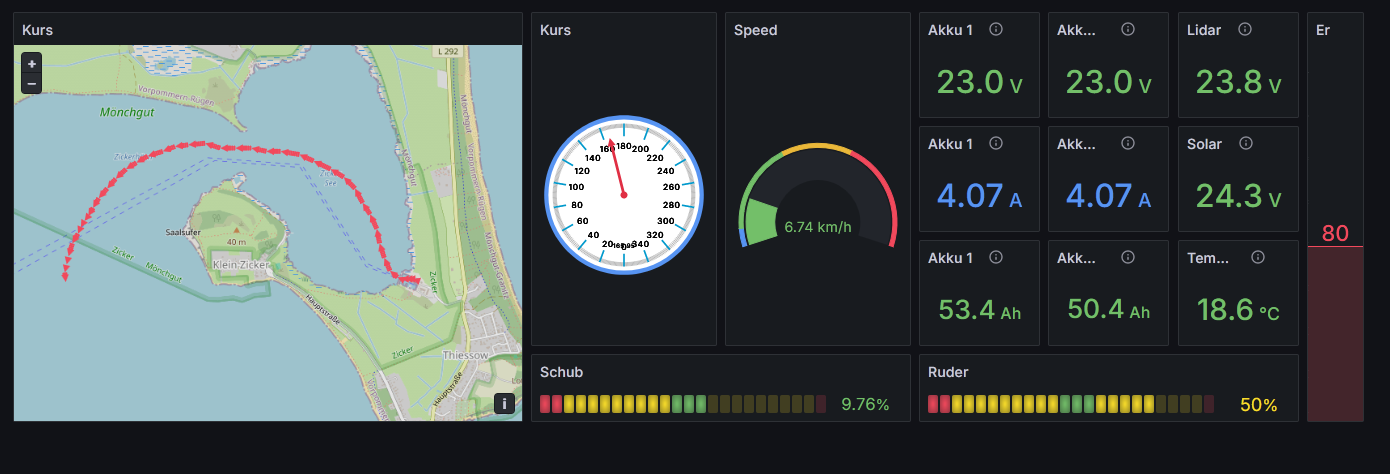 Kurs
+
−
L 292
Vorpommern Rügen
Mönchgut
Saalsufer
40 m
Klein Zicker
Zicker
Mönchgut
Hauptstraße
Zicker
Zicker
Thiessow
Hauptstraße
Mönchgut
Vorpommern-Rügen
i
Kurs
160
180
200
140
220
120
240
100
260
80
280
60
300
40
320
20
0
340
Speed
6.74 km/h
Akku 1
23.0 V
Akk...
23.0 V
Lidar
23.8 V
Akku 1
4.07 A
Akk...
4.07 A
Solar
24.3 V
Akku 1
53.4 Ah
Akk...
50.4 Ah
Tem...
18.6 °C
Er
80
Schub
9.76%
Ruder
50%